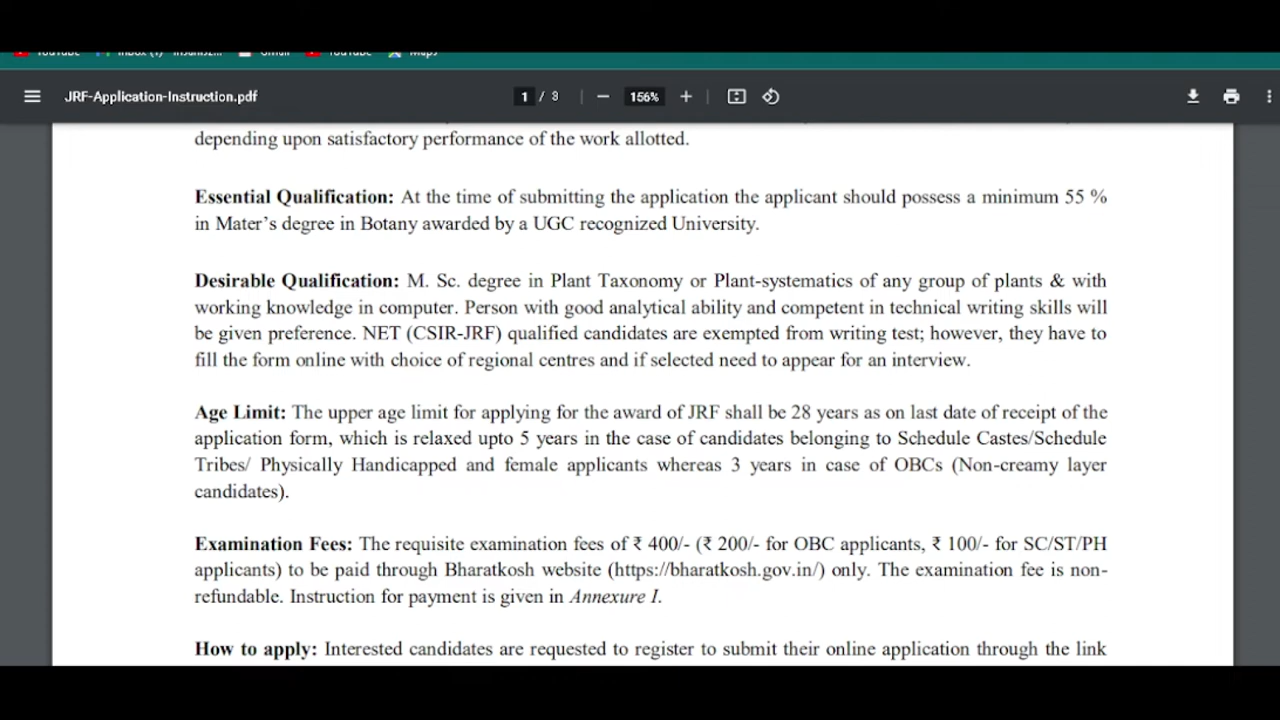 YouTube Inbox (1) Gmail YouTube Maps
JRF-Application-Instruction.pdf 1 / 3 156%
depending upon satisfactory performance of the work allotted.
Essential Qualification: At the time of submitting the application the applicant should possess a minimum 55 %
in Mater's degree in Botany awarded by a UGC recognized University.
Desirable Qualification: M. Sc. degree in Plant Taxonomy or Plant-systematics of any group of plants & with
working knowledge in computer. Person with good analytical ability and competent in technical writing skills will
be given preference. NET (CSIR-JRF) qualified candidates are exempted from writing test; however, they have to
fill the form online with choice of regional centres and if selected need to appear for an interview.
Age Limit: The upper age limit for applying for the award of JRF shall be 28 years as on last date of receipt of the
application form, which is relaxed upto 5 years in the case of candidates belonging to Schedule Castes/Schedule
Tribes/ Physically Handicapped and female applicants whereas 3 years in case of OBCs (Non-creamy layer
candidates).
Examination Fees: The requisite examination fees of ₹ 400/- (₹ 200/- for OBC applicants, ₹ 100/- for SC/ST/PH
applicants) to be paid through Bharatkosh website (https://bharatkosh.gov.in/) only. The examination fee is non-
refundable. Instruction for payment is given in Annexure I.
How to apply: Interested candidates are requested to register to submit their online application through the link